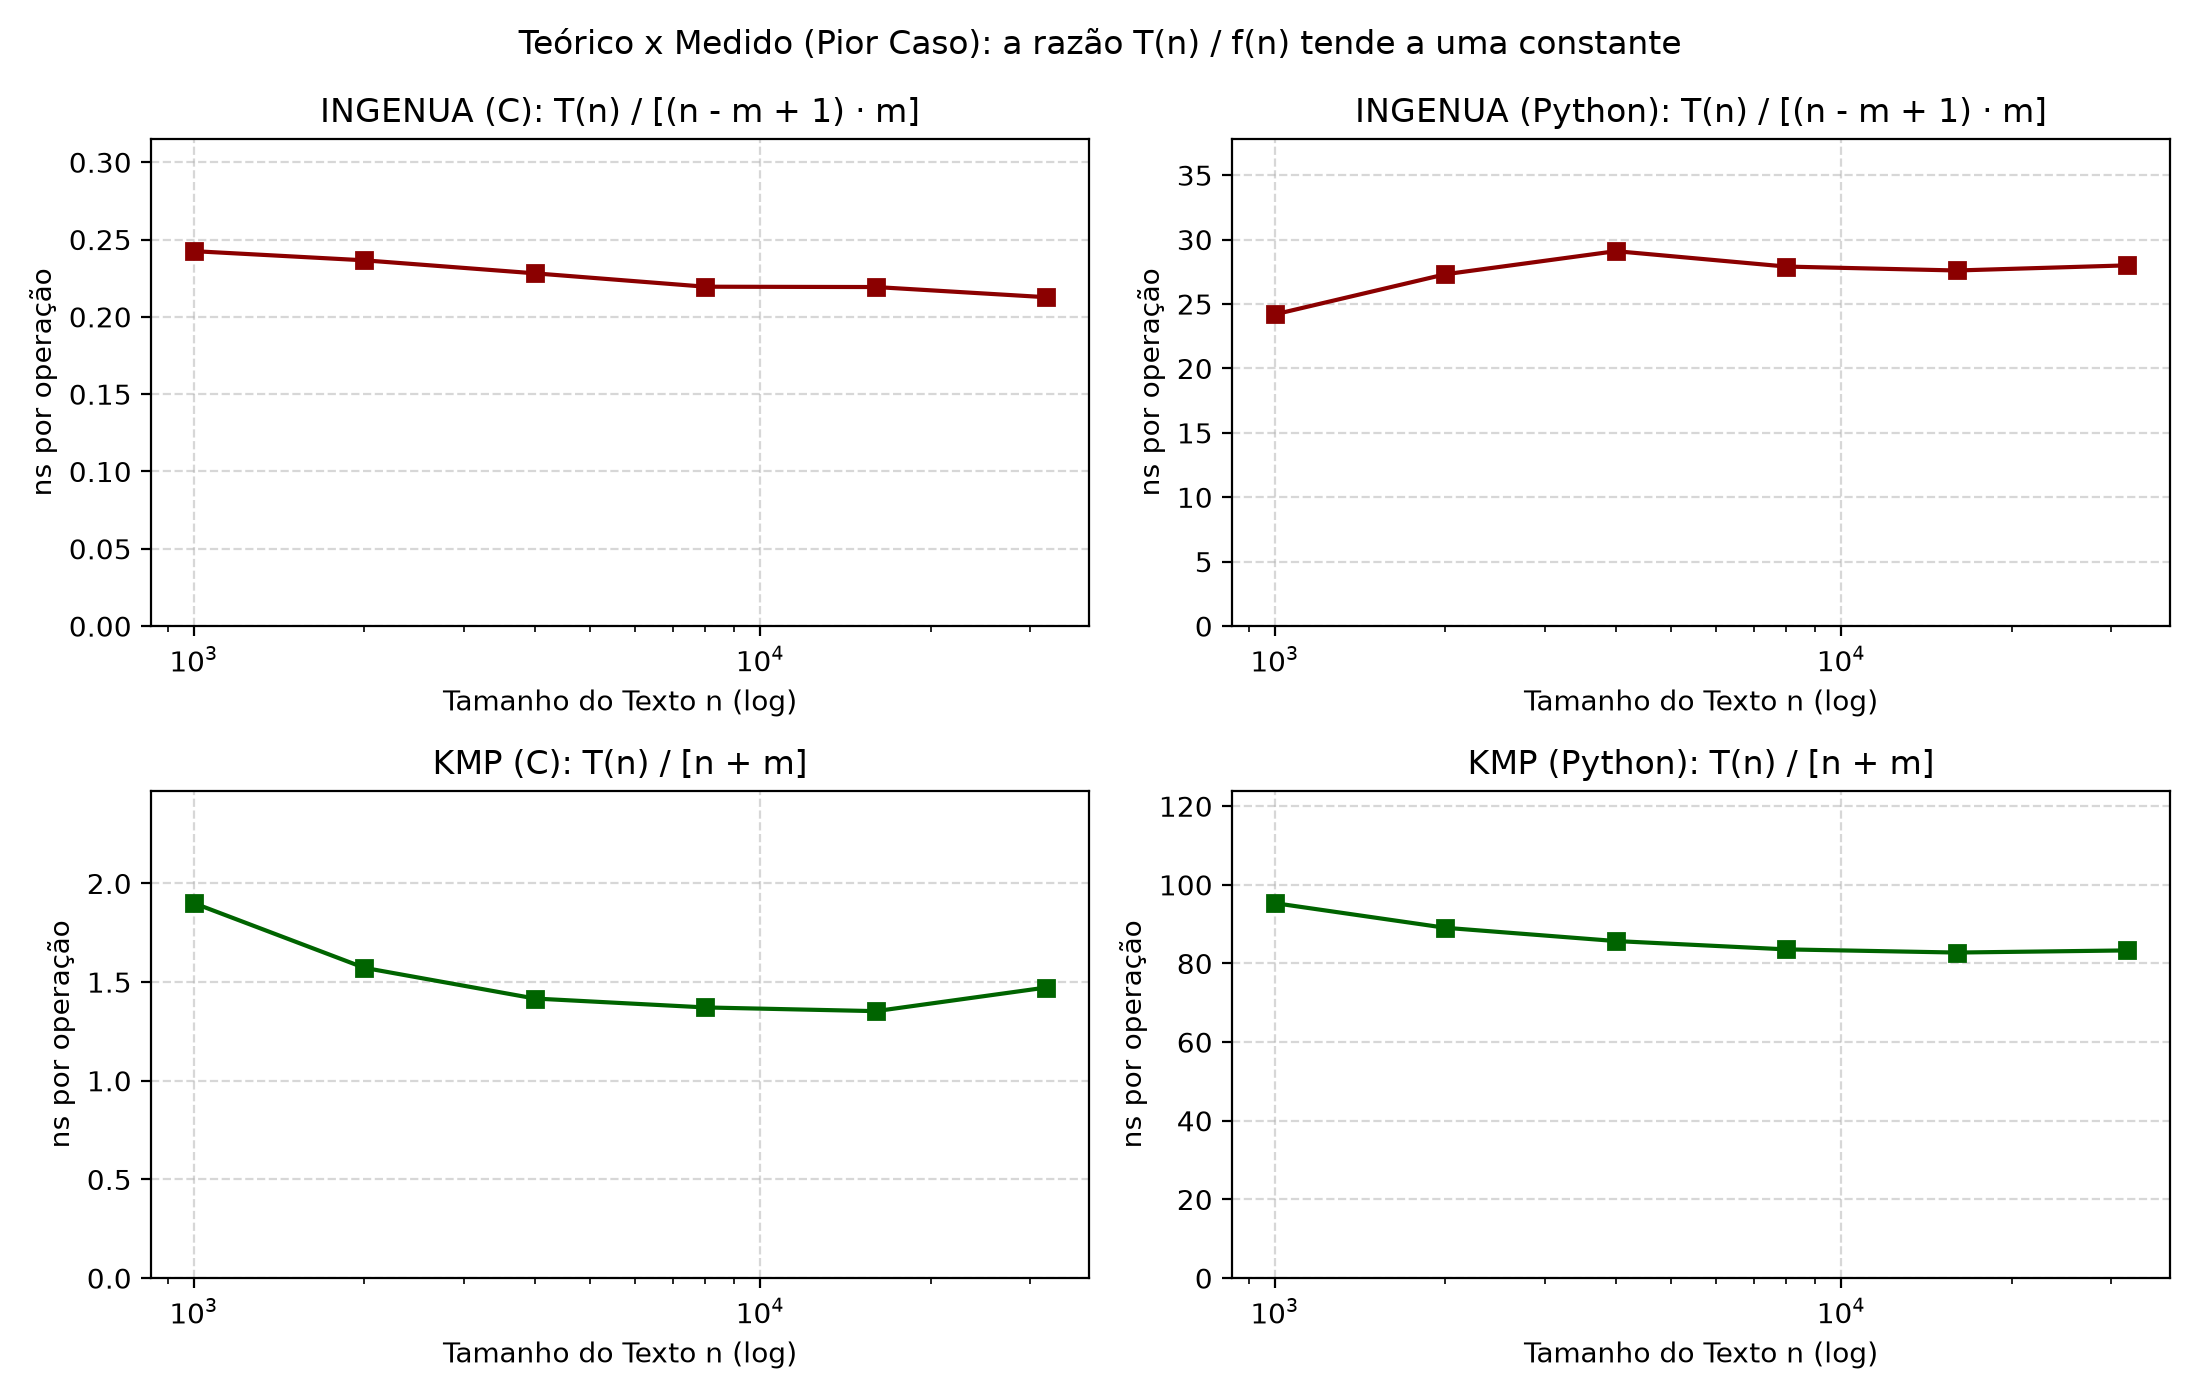 Teórico x Medido (Pior Caso): a razão T(n) / f(n) tende a uma constante
INGENUA (C): T(n) / [(n - m + 1) · m]
ns por operação
0.30
0.25
0.20
0.15
0.10
0.05
0.00
10³
10⁴
Tamanho do Texto n (log)
INGENUA (Python): T(n) / [(n - m + 1) · m]
ns por operação
35
30
25
20
15
10
5
0
10³
10⁴
Tamanho do Texto n (log)
KMP (C): T(n) / [n + m]
ns por operação
2.0
1.5
1.0
0.5
0.0
10³
10⁴
Tamanho do Texto n (log)
KMP (Python): T(n) / [n + m]
ns por operação
120
100
80
60
40
20
0
10³
10⁴
Tamanho do Texto n (log)